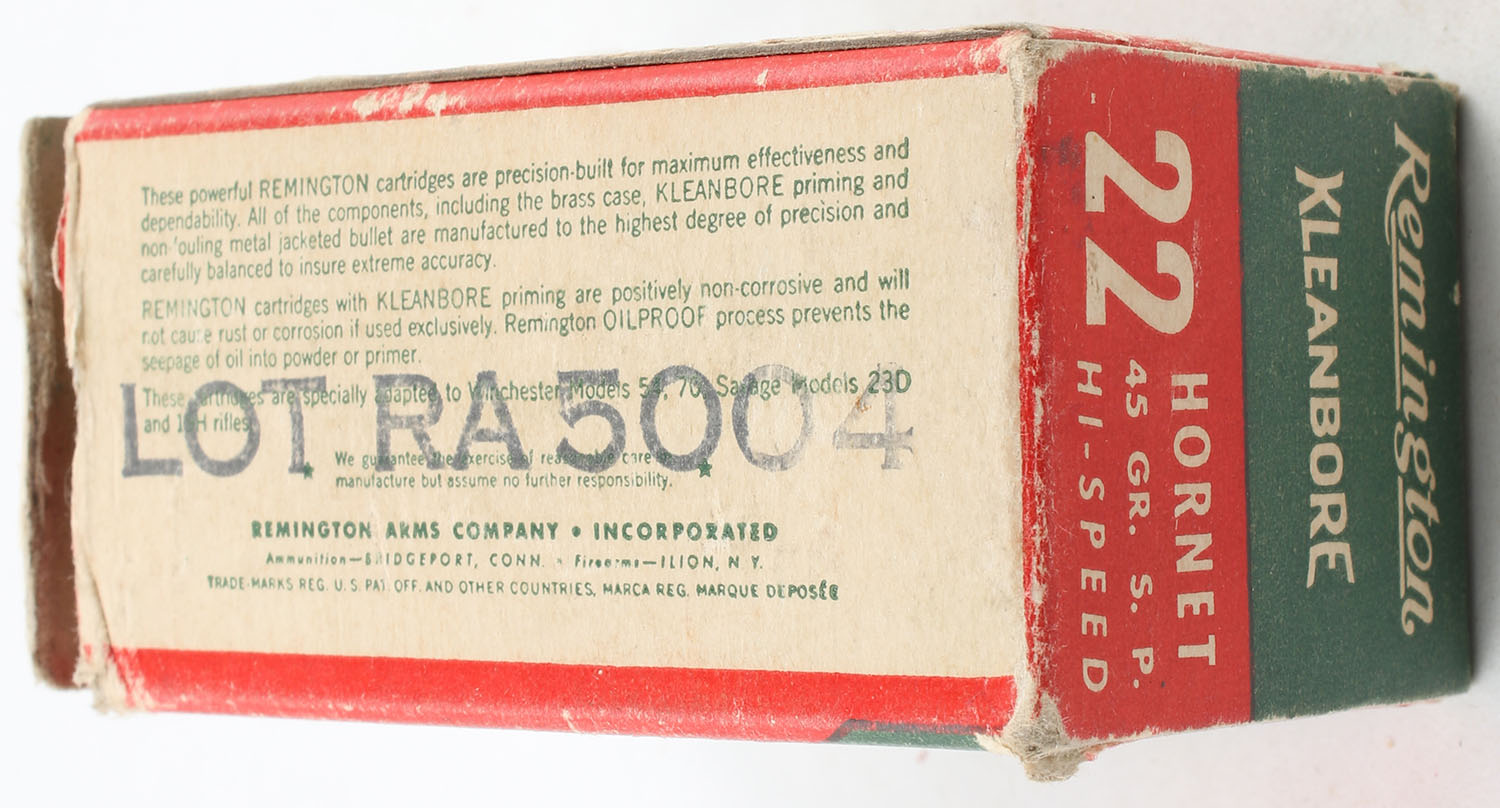 These powerful REMINGTON cartridges are precision-built for maximum effectiveness and
dependability. All of the components, including the brass case, KLEANBORE priming and
non-'ouling metal jacketed bullet are manufactured to the highest degree of precision and
carefully balanced to insure extreme accuracy.
REMINGTON cartridges with KLEANBORE priming are positively non-corrosive and will
not cause rust or corrosion if used exclusively. Remington OILPROOF process prevents the
seepage of oil into powder or primer.
These cartridges are specially adapted to Winchester Models 54, 70, Savage Models 23D
and 19H rifles.
LOT RA 5004
We guarantee the exercise of reasonable care in
manufacture but assume no further responsibility.
REMINGTON ARMS COMPANY • INCORPORATED
Ammunition—BRIDGEPORT, CONN. - Firearms—ILION, N.Y.
TRADE-MARKS REG. U.S. PAT. OFF. AND OTHER COUNTRIES, MARCA REG. MARQUE DEPOSÉE
Remington
KLEANBORE
22 HORNET
45 GR. S. P.
22 HI-SPEED